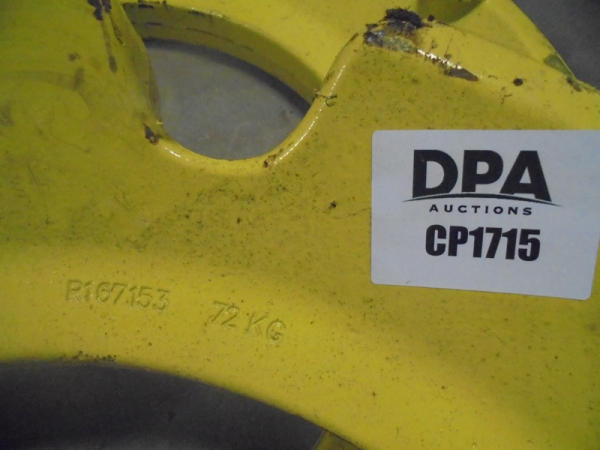 DPA
AUCTIONS
CP1715
R167153 72 KG